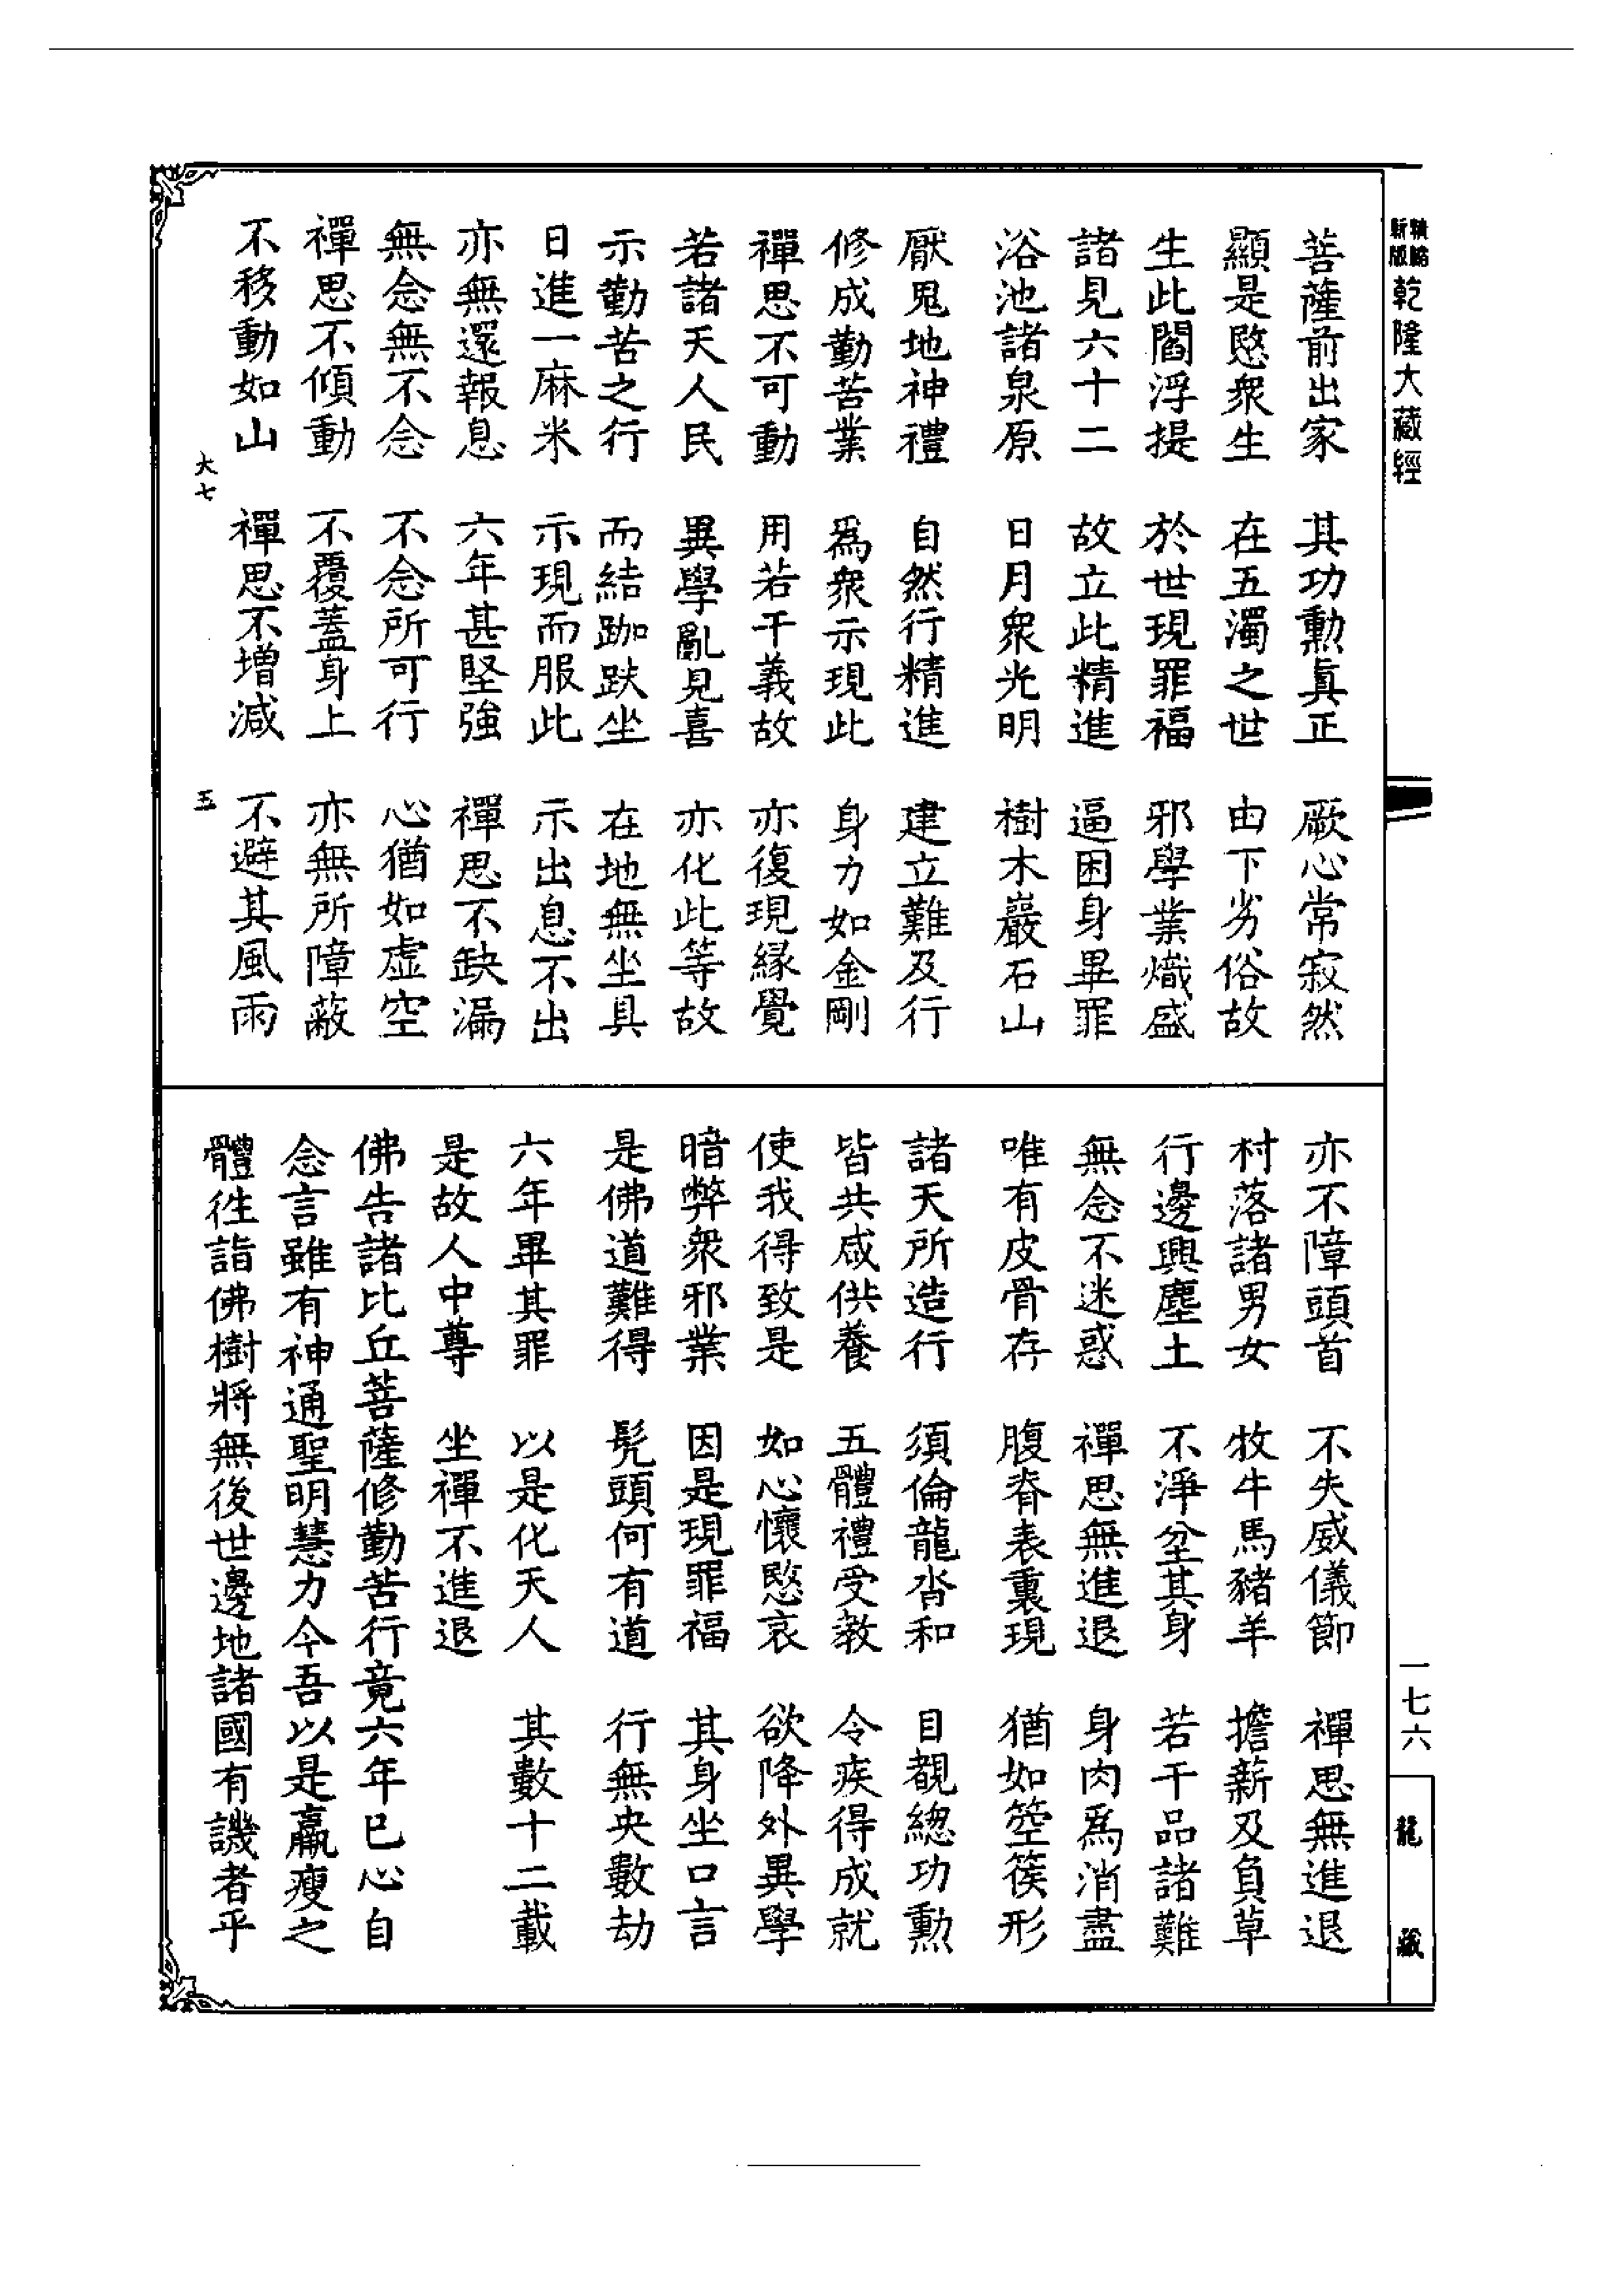 新版 精縮 乾隆大藏經
菩薩前出家 其功勳眞正 厥心常寂然
顯是愍衆生 在五濁之世 由下劣俗故
生此閻浮提 於世現罪福 邪學業熾盛
諸見六十二 故立此精進 逼困身畢罪
浴池諸泉原 日月衆光明 樹木巖石山
厭鬼地神禮 自然行精進 建立難及行
修成勤苦業 爲衆示現此 身力如金剛
禪思不可動 用若干義故 亦復現緣覺
若諸天人民 異學亂見喜 亦化此等故
示勤苦之行 而結跏趺坐 在地無坐具
日進一麻米 示現而服此 示出息不出
亦無還報息 六年甚堅強 禪思不缺漏
無念無不念 不念所可行 心猶如虛空
禪思不傾動 不覆蓋身上 亦無所障蔽
不移動如山 禪思不增減 不避其風雨
大七 五
亦不障頭首 不失威儀節 禪思無進退
村落諸男女 牧牛馬豬羊 擔薪及負草
行邊興塵土 不淨坌其身 若干品諸難
無念不迷惑 禪思無進退 身肉爲消盡
唯有皮骨存 腹脊表裏現 猶如箜篌形
諸天所造行 須倫龍沓和 目覩總功勳
皆共咸供養 五體禮受教 令疾得成就
使我得致是 如心懷愍哀 欲降外異學
暗弊衆邪業 因是現罪福 其身坐口言
是佛道難得 髡頭何有道 行無央數劫
六年畢其罪 以是化天人 其數十二載
是故人中尊 坐禪不進退
佛告諸比丘菩薩修勤苦行竟六年已心自
念言雖有神通聖明慧力今吾以是羸瘦之
體往詣佛樹將無後世邊地諸國有譏者乎
一七六
龍藏